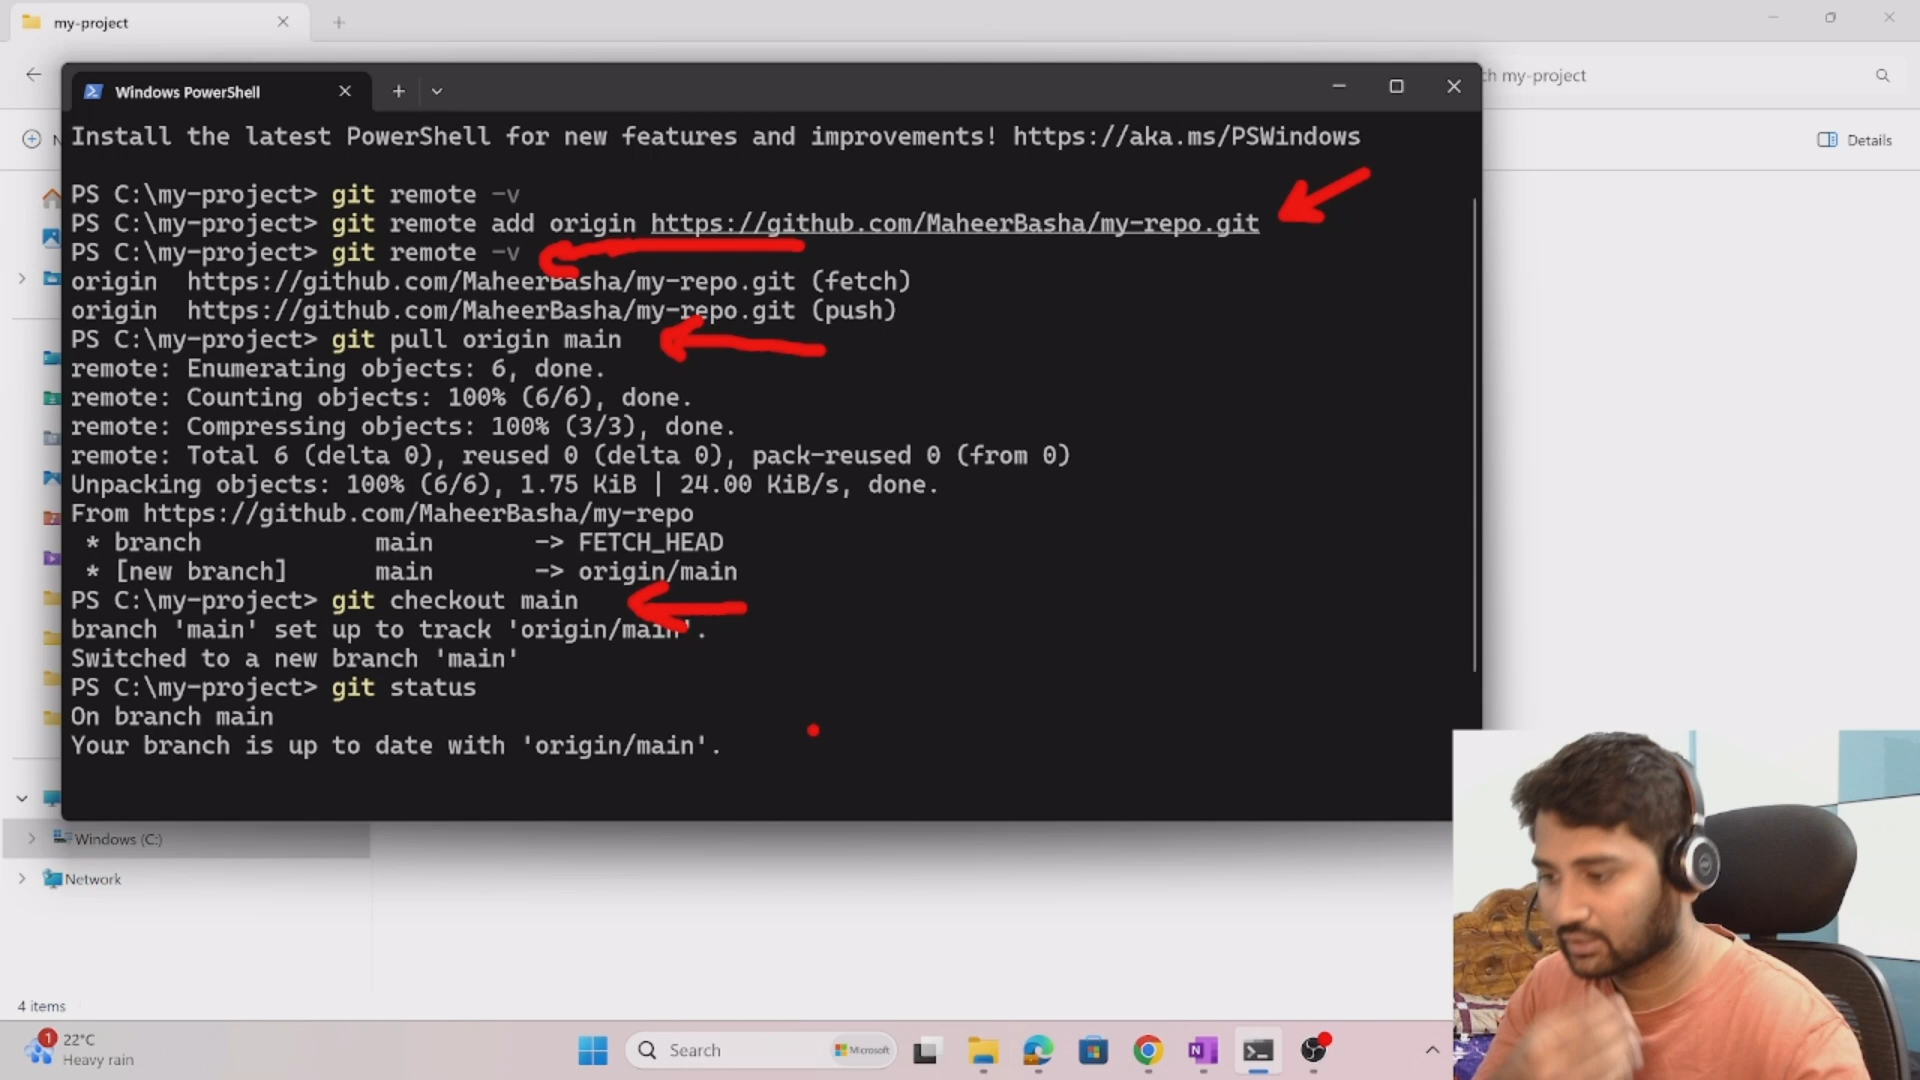 my-project
ch my-project
Details
Windows PowerShell
Install the latest PowerShell for new features and improvements! https://aka.ms/PSWindows
PS C:\my-project> git remote -v
PS C:\my-project> git remote add origin https://github.com/MaheerBasha/my-repo.git
PS C:\my-project> git remote -v
origin  https://github.com/MaheerBasha/my-repo.git (fetch)
origin  https://github.com/MaheerBasha/my-repo.git (push)
PS C:\my-project> git pull origin main
remote: Enumerating objects: 6, done.
remote: Counting objects: 100% (6/6), done.
remote: Compressing objects: 100% (3/3), done.
remote: Total 6 (delta 0), reused 0 (delta 0), pack-reused 0 (from 0)
Unpacking objects: 100% (6/6), 1.75 KiB | 24.00 KiB/s, done.
From https://github.com/MaheerBasha/my-repo
 * branch            main       -> FETCH_HEAD
 * [new branch]      main       -> origin/main
PS C:\my-project> git checkout main
branch 'main' set up to track 'origin/main'.
Switched to a new branch 'main'
PS C:\my-project> git status
On branch main
Your branch is up to date with 'origin/main'.
Windows (C:)
Network
4 items
1
22°C
Heavy rain
Search
Microsoft
N